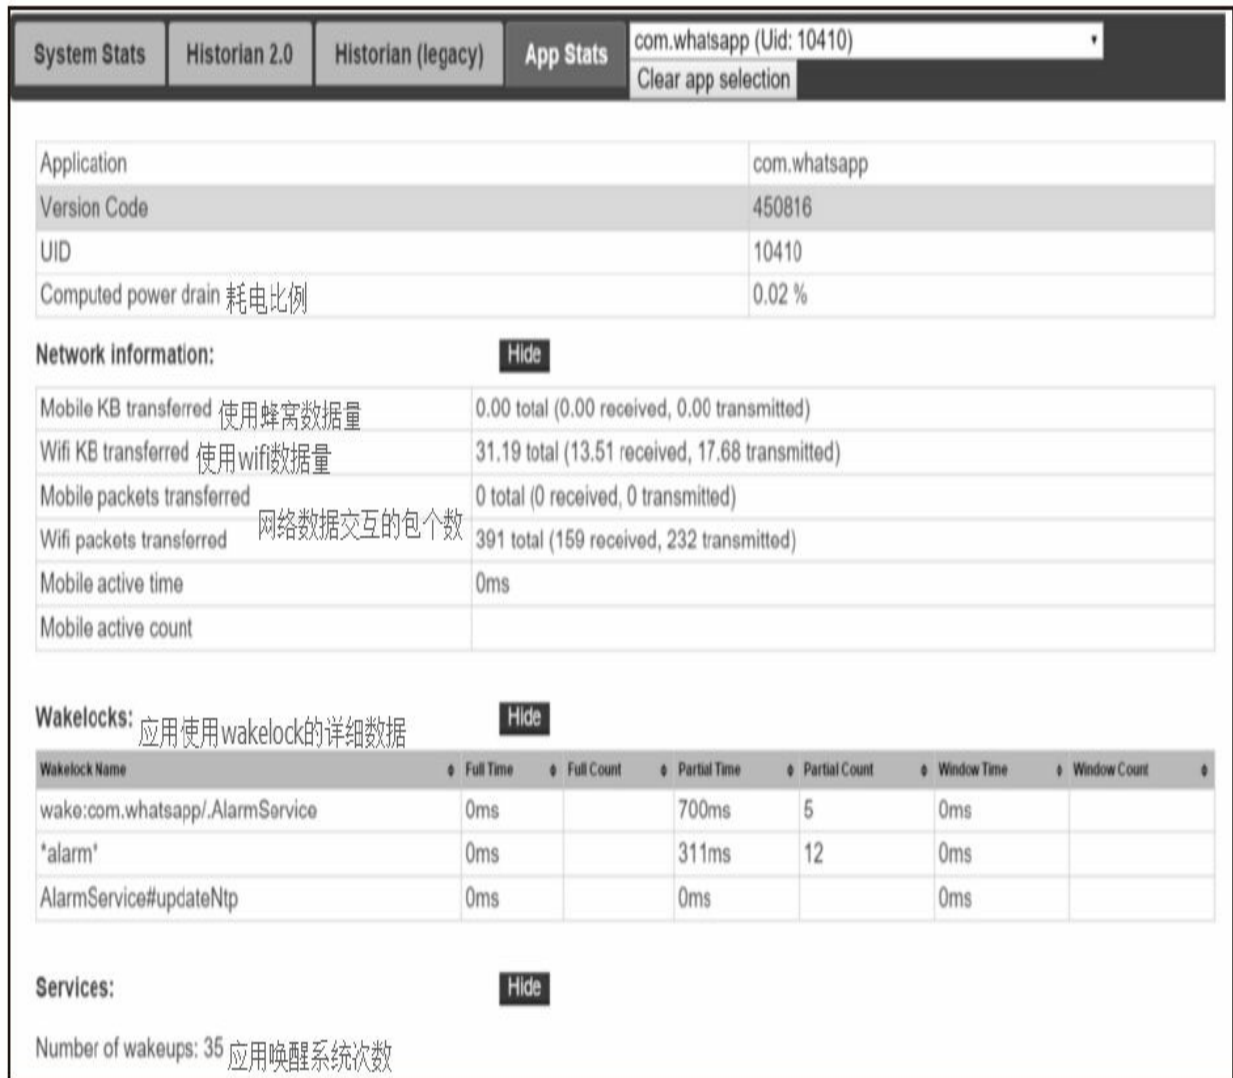 System Stats Historian 2.0 Historian (legacy) App Stats com.whatsapp (Uid: 10410)
Clear app selection
Application com.whatsapp
Version Code 450816
UID 10410
Computed power drain 耗电比例 0.02 %
Network information: Hide
Mobile KB transferred 使用蜂窝数据量 0.00 total (0.00 received, 0.00 transmitted)
Wifi KB transferred 使用wifi数据量 31.19 total (13.51 received, 17.68 transmitted)
Mobile packets transferred 0 total (0 received, 0 transmitted)
网络数据交互的包个数
Wifi packets transferred 391 total (159 received, 232 transmitted)
Mobile active time 0ms
Mobile active count
Wakelocks: 应用使用wakelock的详细数据 Hide
Wakelock Name Full Time Full Count Partial Time Partial Count Window Time Window Count
wake:com.whatsapp/.AlarmService 0ms 700ms 5 0ms
*alarm* 0ms 311ms 12 0ms
AlarmService#updateNtp 0ms 0ms 0ms
Services: Hide
Number of wakeups: 35 应用唤醒系统次数